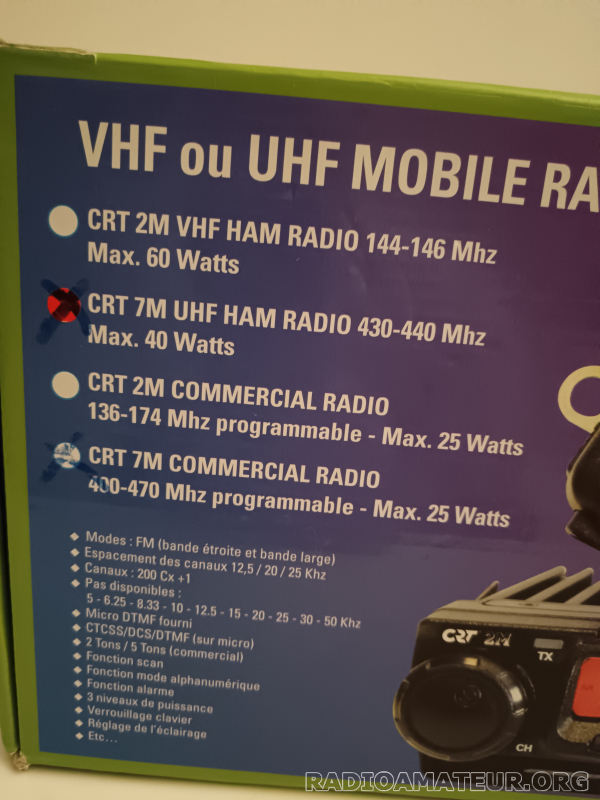 VHF ou UHF MOBILE RA
CRT 2M VHF HAM RADIO 144-146 Mhz
Max. 60 Watts
CRT 7M UHF HAM RADIO 430-440 Mhz
Max. 40 Watts
CRT 2M COMMERCIAL RADIO
136-174 Mhz programmable - Max. 25 Watts
CRT 7M COMMERCIAL RADIO
400-470 Mhz programmable - Max. 25 Watts
◆ Modes : FM (bande étroite et bande large)
◆ Espacement des canaux 12,5 / 20 / 25 Khz
◆ Canaux : 200 Cx +1
◆ Pas disponibles :
5 - 6.25 - 8.33 - 10 - 12.5 - 15 - 20 - 25 - 30 - 50 Khz
◆ Micro DTMF fourni
◆ CTCSS/DCS/DTMF (sur micro)
◆ 2 Tons / 5 Tons (commercial)
◆ Fonction scan
◆ Fonction mode alphanumérique
◆ Fonction alarme
◆ 3 niveaux de puissance
◆ Verrouillage clavier
◆ Réglage de l'éclairage
◆ Etc...
CRT 2M
TX
CH
RADIOAMATEUR.ORG